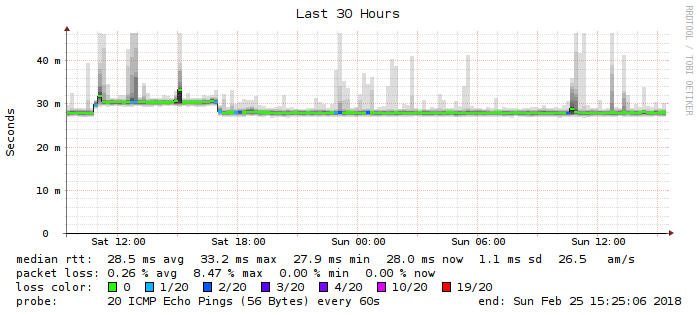 Last 30 Hours
RRDTOOL / TOBI OETIKER
Seconds
40 m
30 m
20 m
10 m
0
Sat 12:00 Sat 18:00 Sun 00:00 Sun 06:00 Sun 12:00
median rtt: 28.5 ms avg 33.2 ms max 27.9 ms min 28.0 ms now 1.1 ms sd 26.5 am/s
packet loss: 0.26 % avg 8.47 % max 0.00 % min 0.00 % now
loss color: 0 1/20 2/20 3/20 4/20 10/20 19/20
probe: 20 ICMP Echo Pings (56 Bytes) every 60s end: Sun Feb 25 15:25:06 2018